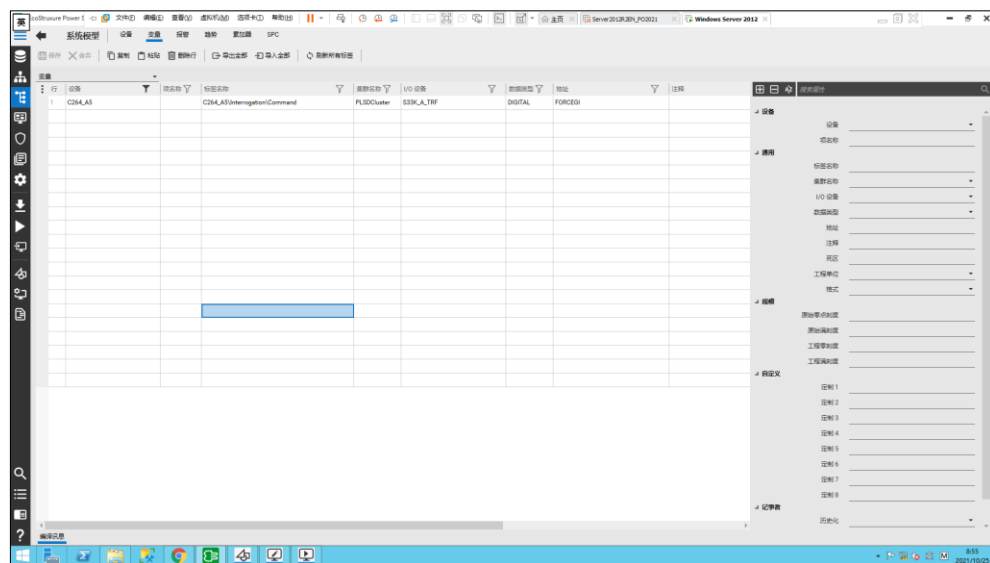 英
coStruxure Power E
文件(F) 编辑(E) 查看(V) 虚拟机(M) 选项卡(T) 帮助(H)
主页
Server2012R2EN_PO2021
Windows Server 2012
系统模型 设备 变量 报警 趋势 累加器 SPC
保存 合并 复制 粘贴 删除行 导出全部 导入全部 刷新所有标签
变量
行 设备 项名称 标签名称 集群名称 I/O 设备 数据类型 地址 注释
1 C264_A5 C264_A5\Interrogation\Command PLSDCluster S33K_A_TRF DIGITAL FORCEGI
搜索属性
设备
设备
项名称
通用
标签名称
集群名称
I/O 设备
数据类型
地址
注释
死区
工程单位
格式
规模
原始零点刻度
原始满刻度
工程零刻度
工程满刻度
自定义
定制 1
定制 2
定制 3
定制 4
定制 5
定制 6
定制 7
定制 8
记事者
历史化
编译讯息
?
M
8:55
2021/10/25